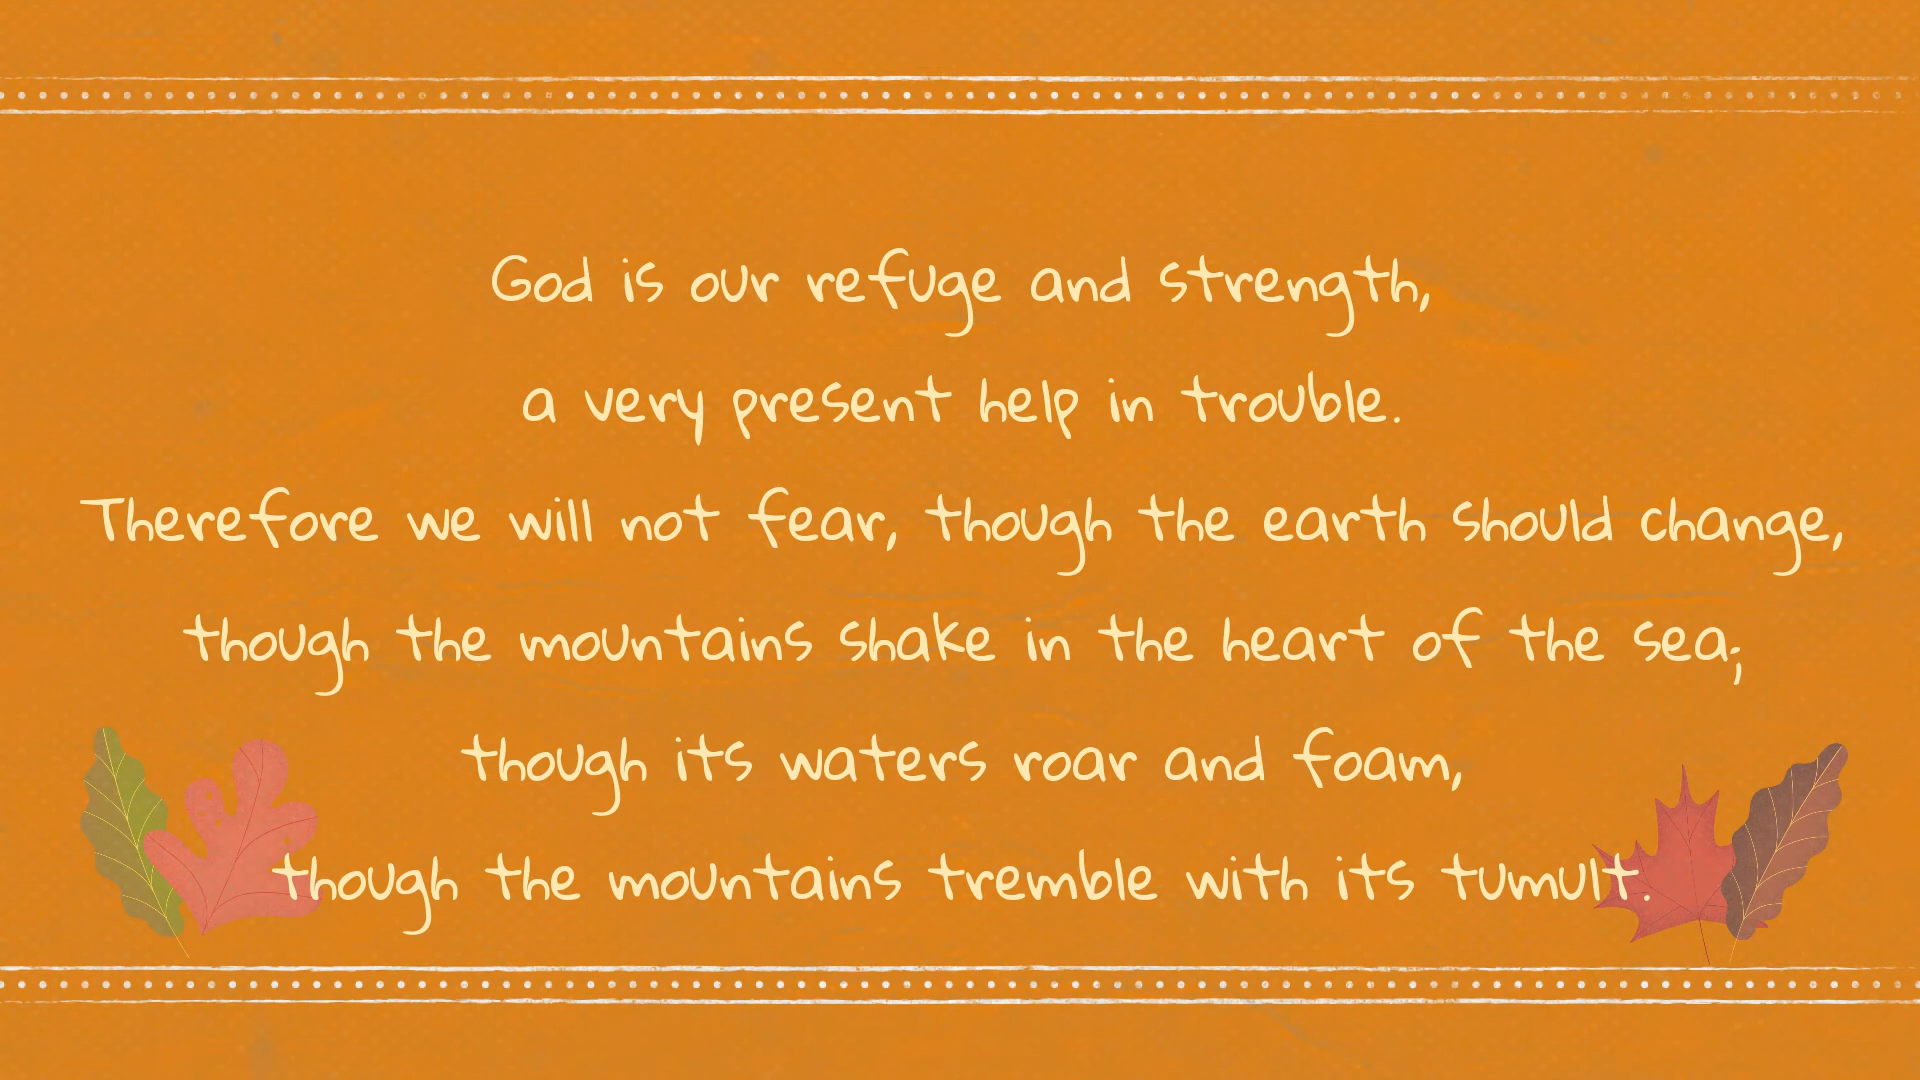 God is our refuge and strength,
a very present help in trouble.
Therefore we will not fear, though the earth should change,
though the mountains shake in the heart of the sea;
though its waters roar and foam,
though the mountains tremble with its tumult.